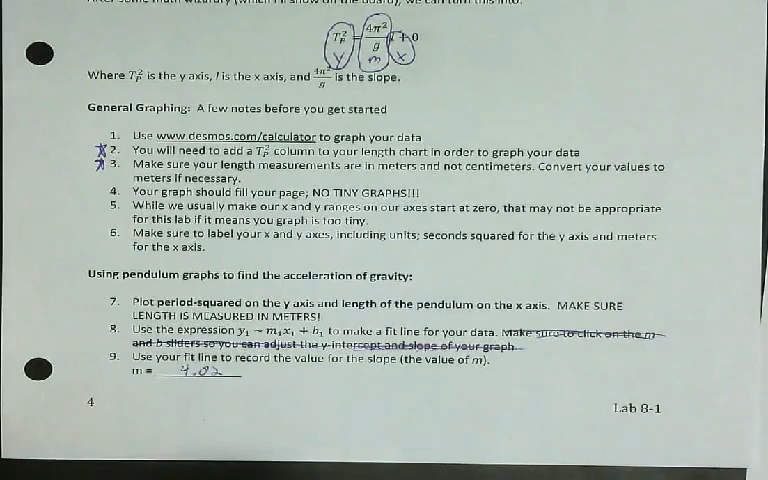 T_P^2 = 4π²/g l + 0
y m x
Where T_P^2 is the y axis, l is the x axis, and 4π²/g is the slope.
General Graphing: A few notes before you get started
1. Use www.desmos.com/calculator to graph your data
2. You will need to add a T_P^2 column to your length chart in order to graph your data
3. Make sure your length measurements are in meters and not centimeters. Convert your values to
meters if necessary.
4. Your graph should fill your page; NO TINY GRAPHS!!!
5. While we usually make our x and y ranges on our axes start at zero, that may not be appropriate
for this lab if it means you graph is too tiny.
6. Make sure to label your x and y axes, including units; seconds squared for the y axis and meters
for the x axis.
Using pendulum graphs to find the acceleration of gravity:
7. Plot period-squared on the y axis and length of the pendulum on the x axis. MAKE SURE
LENGTH IS MEASURED IN METERS!
8. Use the expression y₁ ~ m₁x₁ + b₁ to make a fit line for your data. Make sure to click on the m
and b sliders so you can adjust the y-intercept and slope of your graph.
9. Use your fit line to record the value for the slope (the value of m).
m = 4.02
4
Lab 8-1